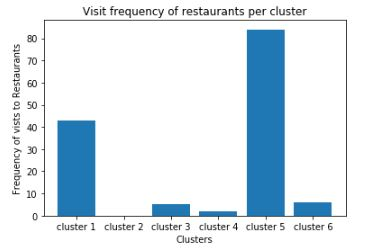 Visit frequency of restaurants per cluster
Frequency of vists to Restaurants
80
70
60
50
40
30
20
10
0
cluster 1 cluster 2 cluster 3 cluster 4 cluster 5 cluster 6
Clusters